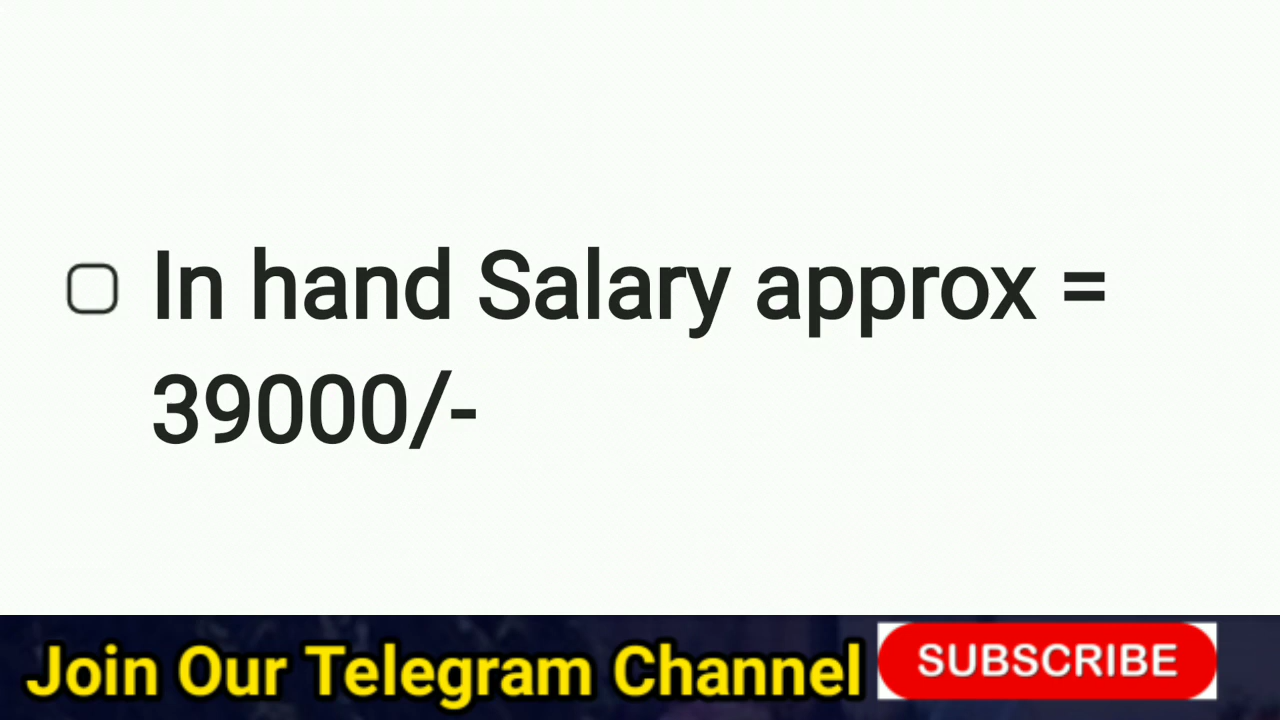 In hand Salary approx =
39000/-
Join Our Telegram Channel
SUBSCRIBE